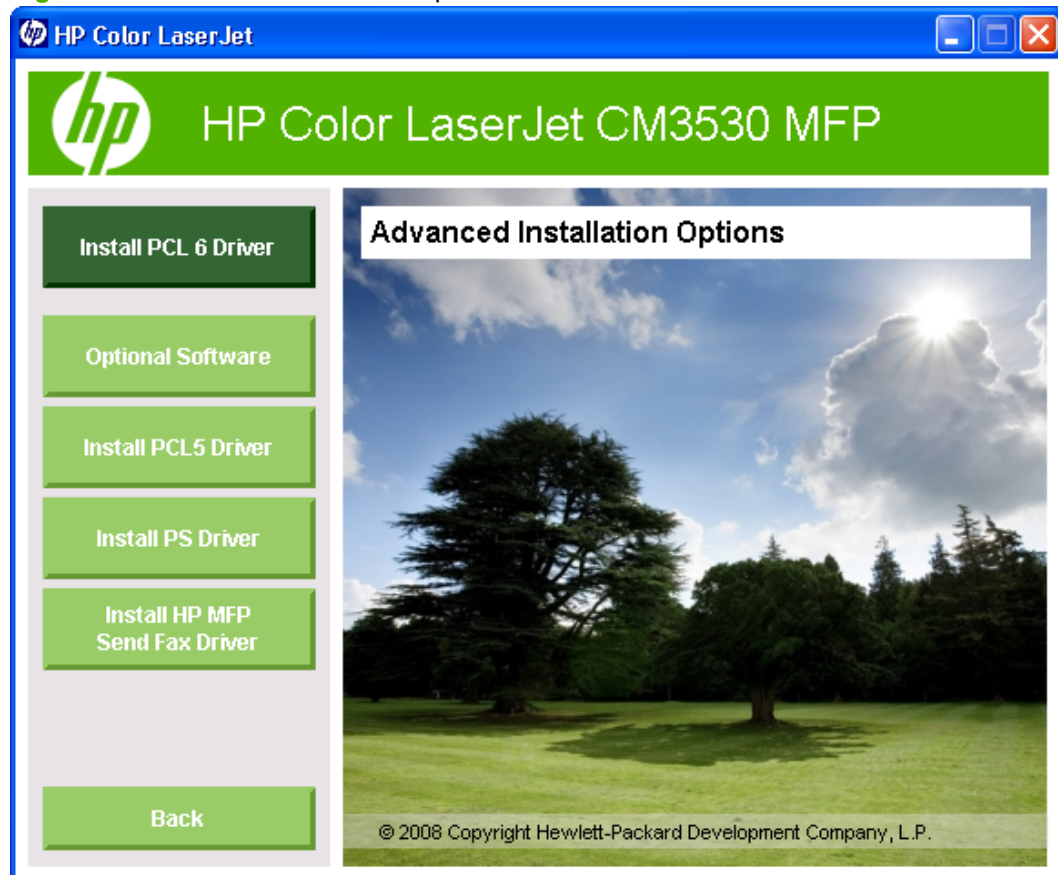 HP Color LaserJet
hp
HP Color LaserJet CM3530 MFP
Install PCL 6 Driver
Optional Software
Install PCL5 Driver
Install PS Driver
Install HP MFP
Send Fax Driver
Back
Advanced Installation Options
© 2008 Copyright Hewlett-Packard Development Company, L.P.